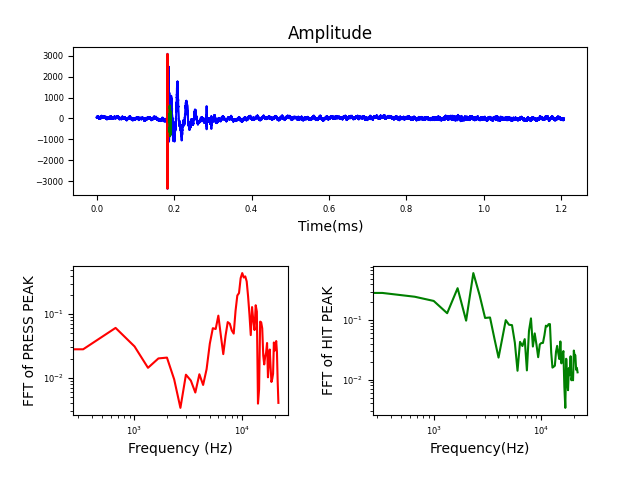 Amplitude
3000
2000
1000
0
−1000
−2000
−3000
0.0 0.2 0.4 0.6 0.8 1.0 1.2
Time(ms)
FFT of PRESS PEAK
10⁻¹
10⁻²
10³ 10⁴
Frequency (Hz)
FFT of HIT PEAK
10⁻¹
10⁻²
10³ 10⁴
Frequency(Hz)